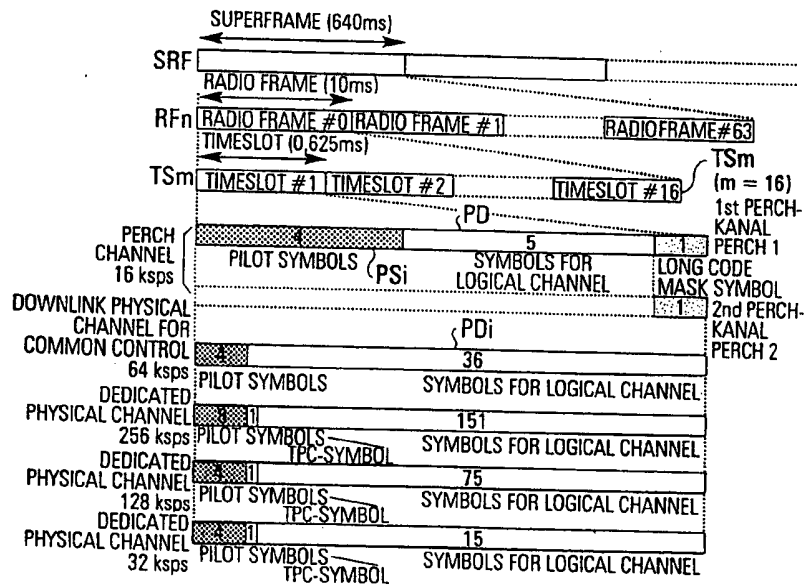 SUPERFRAME (640ms)
SRF
RADIO FRAME (10ms)
RFn
RADIO FRAME #0
RADIO FRAME #1
RADIOFRAME#63
TIMESLOT (0,625ms)
TSm
TIMESLOT #1
TIMESLOT #2
TIMESLOT #16
TSm
(m = 16)
1st PERCH-
KANAL
PERCH 1
PERCH
CHANNEL
16 ksps
PD
4
5
1
PILOT SYMBOLS
PSi
SYMBOLS FOR
LOGICAL CHANNEL
LONG CODE
MASK SYMBOL
1
2nd PERCH-
KANAL
PERCH 2
DOWNLINK PHYSICAL
CHANNEL FOR
COMMON CONTROL
64 ksps
PDi
4
36
PILOT SYMBOLS
SYMBOLS FOR LOGICAL CHANNEL
DEDICATED
PHYSICAL CHANNEL
256 ksps
8
1
151
PILOT SYMBOLS
TPC-SYMBOL
SYMBOLS FOR LOGICAL CHANNEL
DEDICATED
PHYSICAL CHANNEL
128 ksps
4
1
75
PILOT SYMBOLS
TPC-SYMBOL
SYMBOLS FOR LOGICAL CHANNEL
DEDICATED
PHYSICAL CHANNEL
32 ksps
4
1
15
PILOT SYMBOLS
TPC-SYMBOL
SYMBOLS FOR LOGICAL CHANNEL